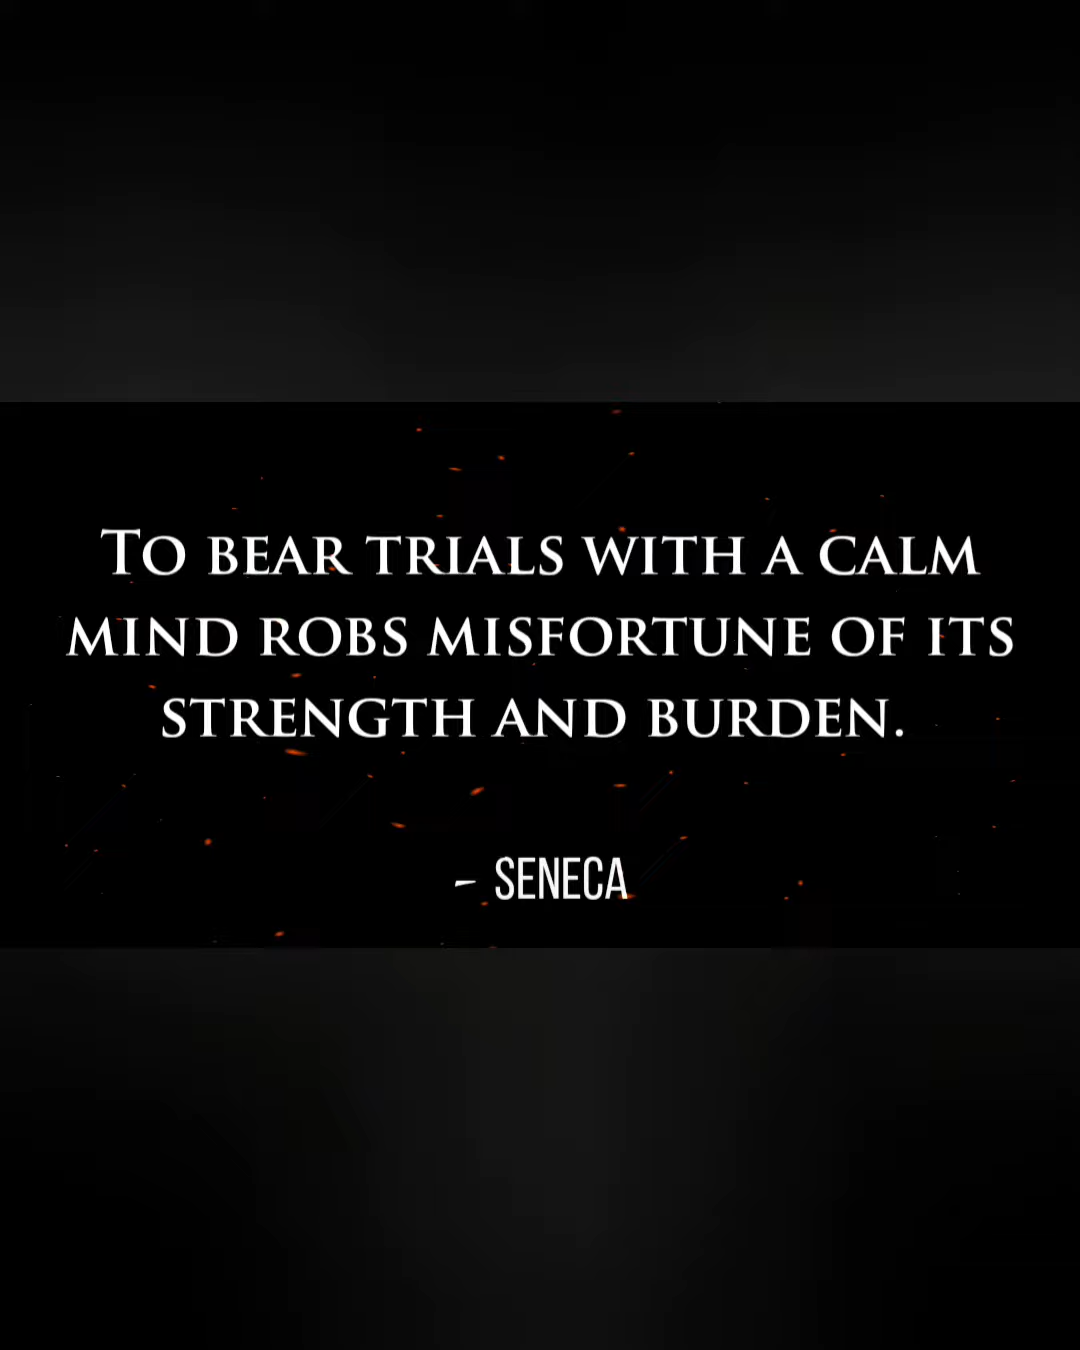 To bear trials with a calm
mind robs misfortune of its
strength and burden.
– SENECA